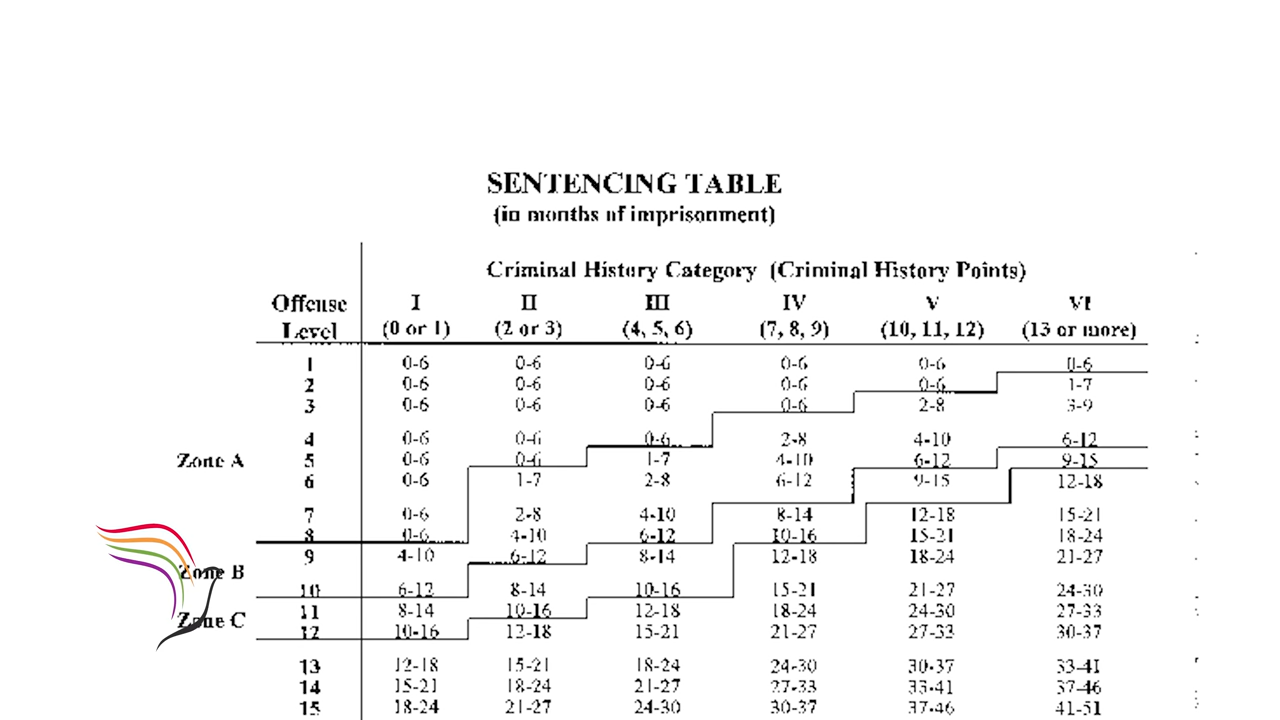 SENTENCING TABLE
(in months of imprisonment)
Criminal History Category (Criminal History Points)
Offense I II III IV V VI
Level (0 or 1) (2 or 3) (4, 5, 6) (7, 8, 9) (10, 11, 12) (13 or more)
1 0-6 0-6 0-6 0-6 0-6 0-6
2 0-6 0-6 0-6 0-6 0-6 1-7
3 0-6 0-6 0-6 0-6 2-8 3-9
4 0-6 0-6 0-6 2-8 4-10 6-12
Zone A 5 0-6 0-6 1-7 4-10 6-12 9-15
6 0-6 1-7 2-8 6-12 9-15 12-18
7 0-6 2-8 4-10 8-14 12-18 15-21
8 0-6 4-10 6-12 10-16 15-21 18-24
9 4-10 6-12 8-14 12-18 18-24 21-27
Zone B
10 6-12 8-14 10-16 15-21 21-27 24-30
11 8-14 10-16 12-18 18-24 24-30 27-33
Zone C
12 10-16 12-18 15-21 21-27 27-33 30-37
13 12-18 15-21 18-24 24-30 30-37 33-41
14 15-21 18-24 21-27 27-33 33-41 37-46
15 18-24 21-27 24-30 30-37 37-46 41-51